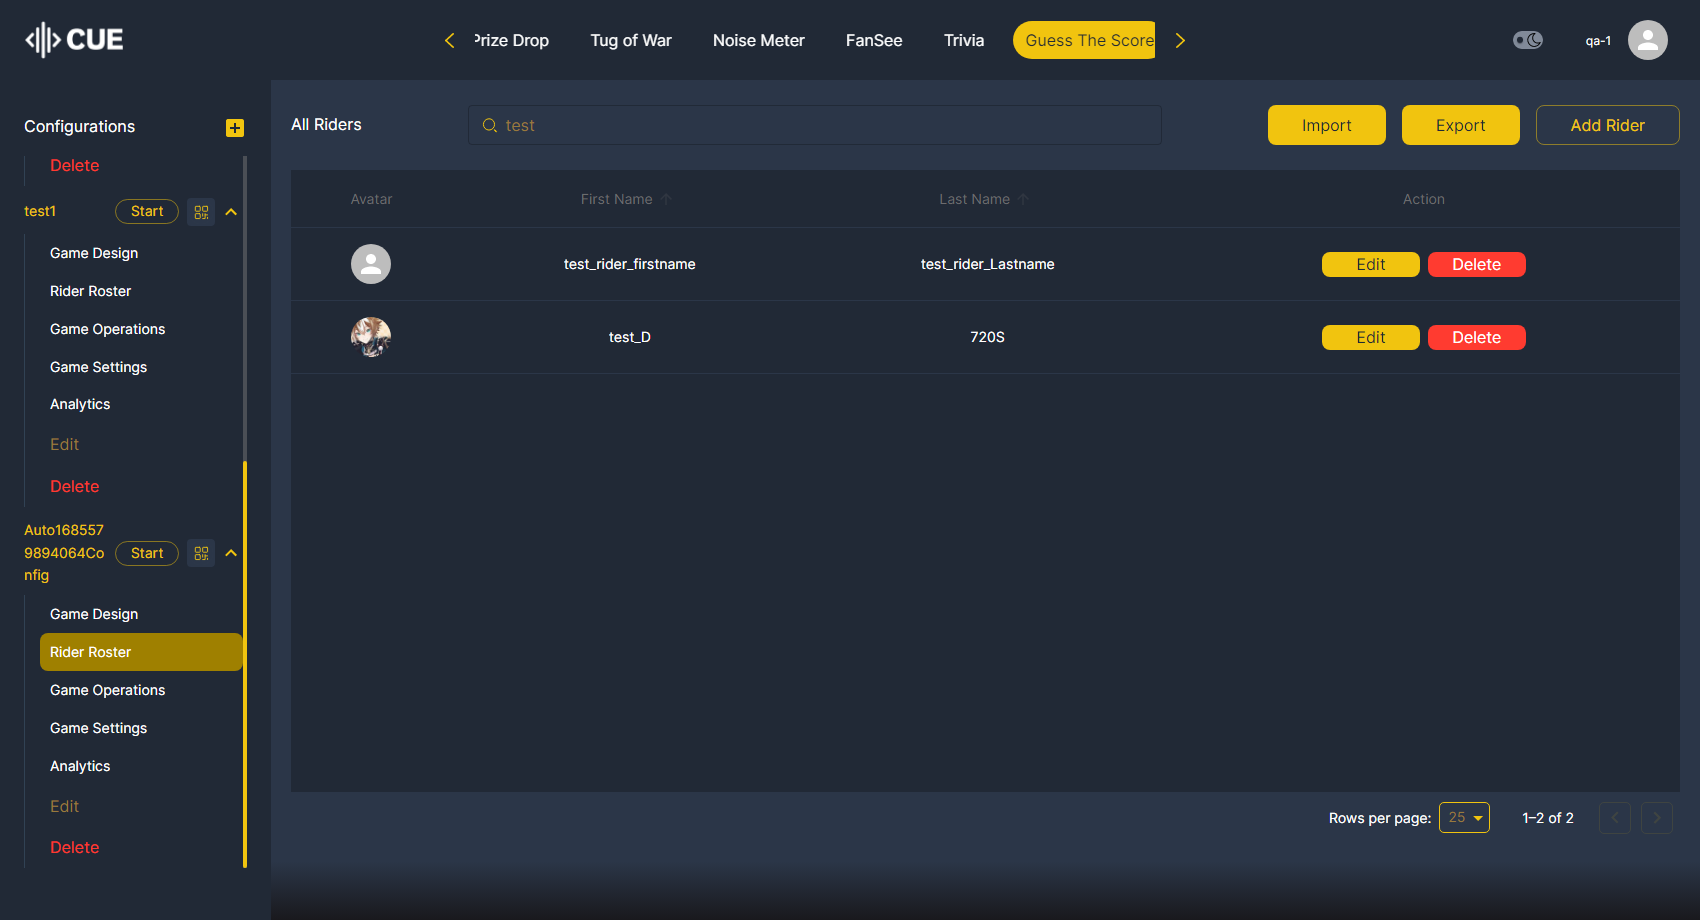 CUE
Prize Drop
Tug of War
Noise Meter
FanSee
Trivia
Guess The Score
qa-1
Configurations
Delete
test1
Start
Game Design
Rider Roster
Game Operations
Game Settings
Analytics
Edit
Delete
Auto168557
9894064Co
nfig
Start
Game Design
Rider Roster
Game Operations
Game Settings
Analytics
Edit
Delete
All Riders
test
Import
Export
Add Rider
Avatar
First Name
Last Name
Action
test_rider_firstname
test_rider_Lastname
Edit
Delete
test_D
720S
Edit
Delete
Rows per page:
25
1–2 of 2